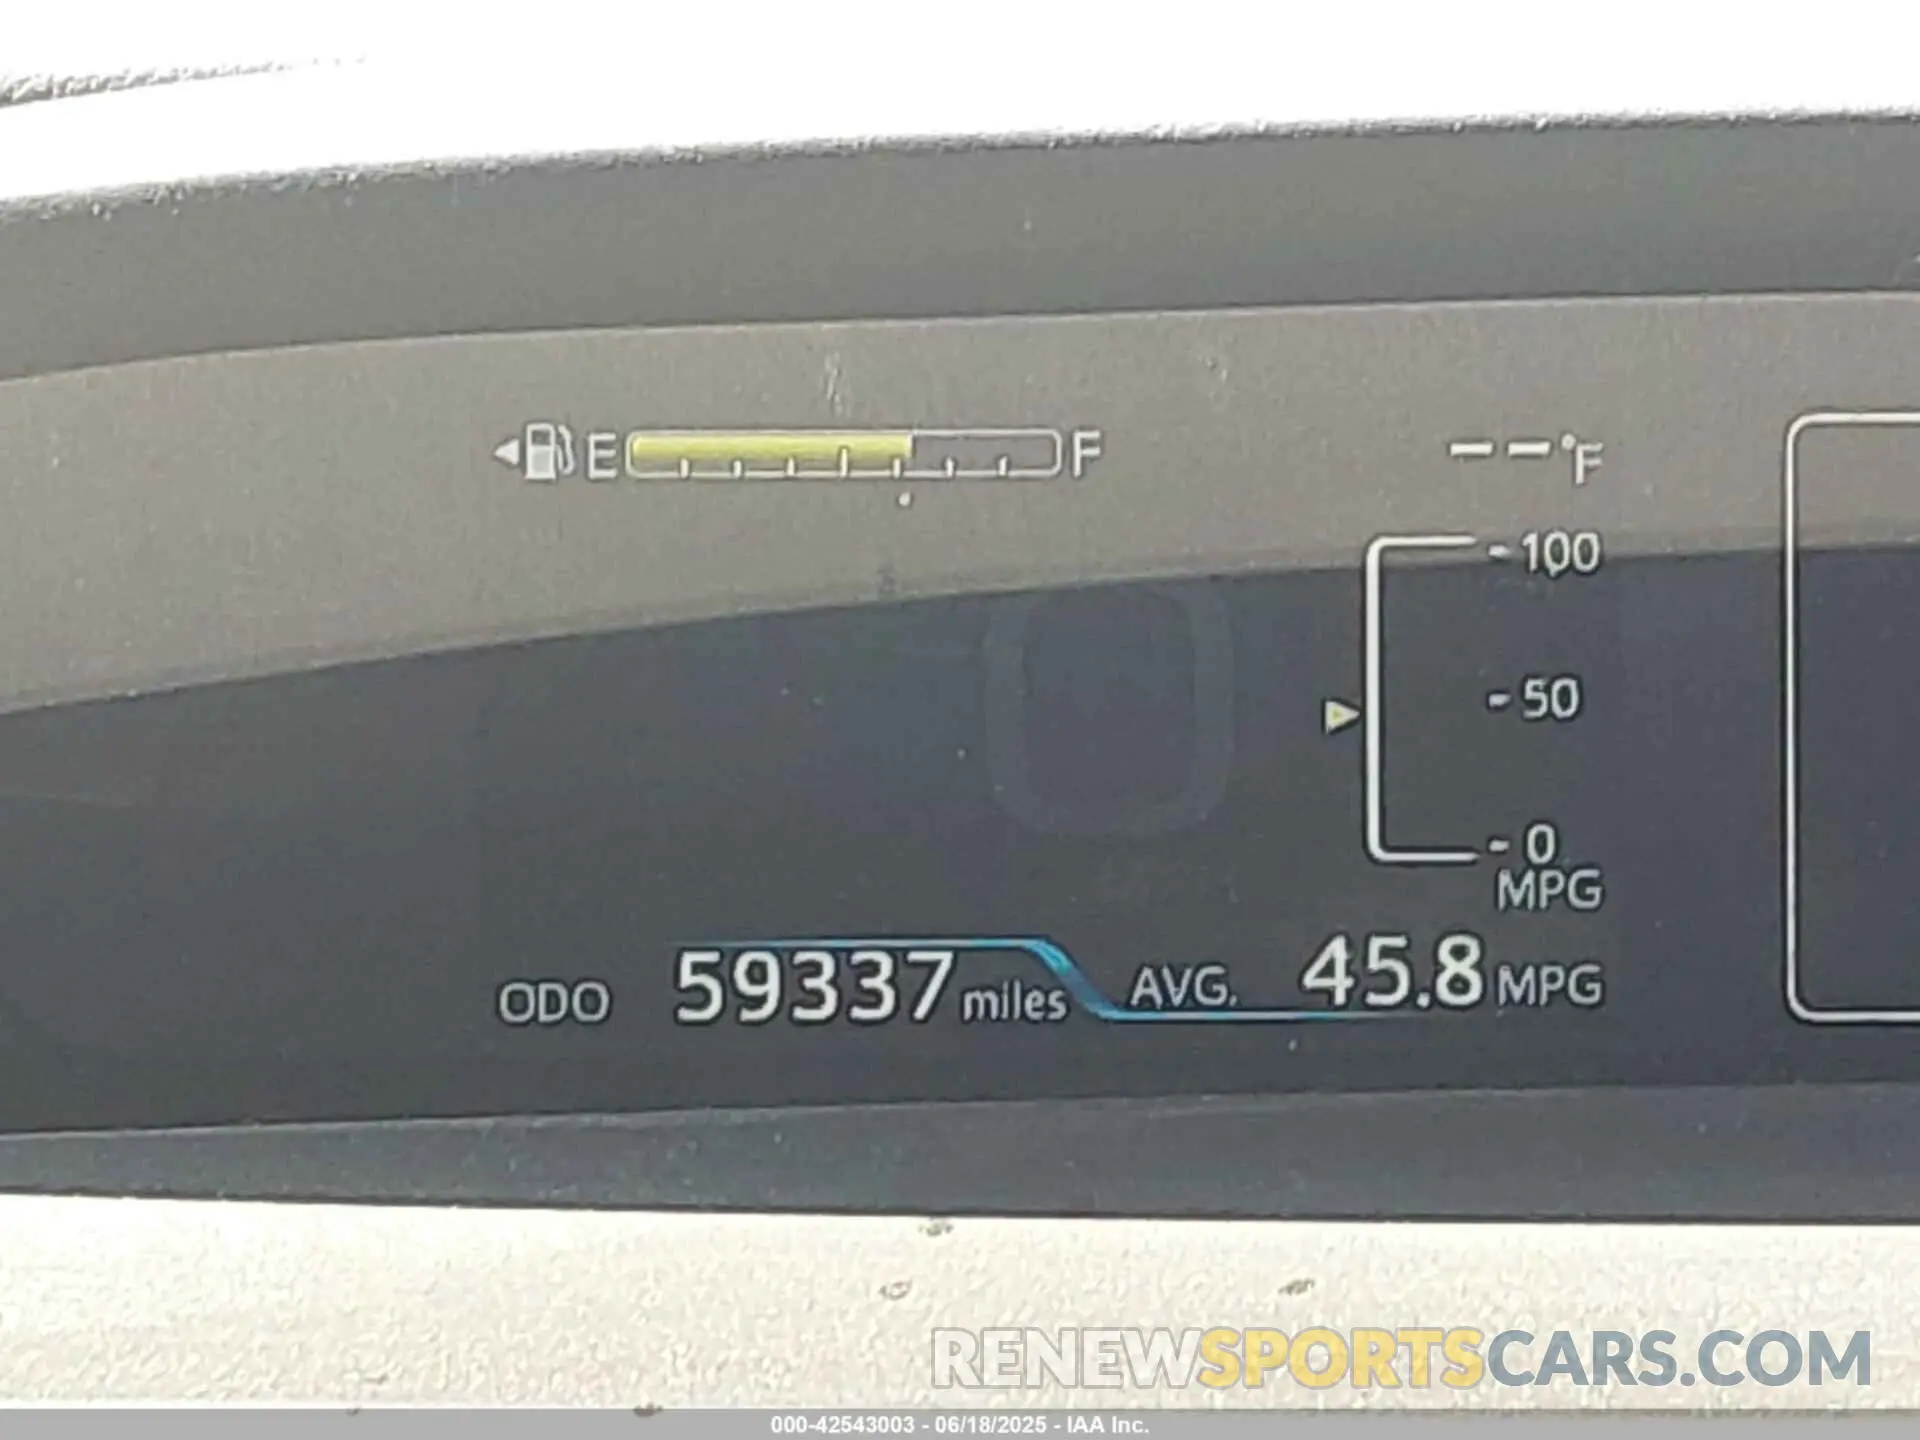 E F
--°F
-100
-50
-0
MPG
ODO 59337 miles AVG. 45.8 MPG
RENEWSPORTSCARS.COM
000-42543003 - 06/18/2025 - IAA Inc.